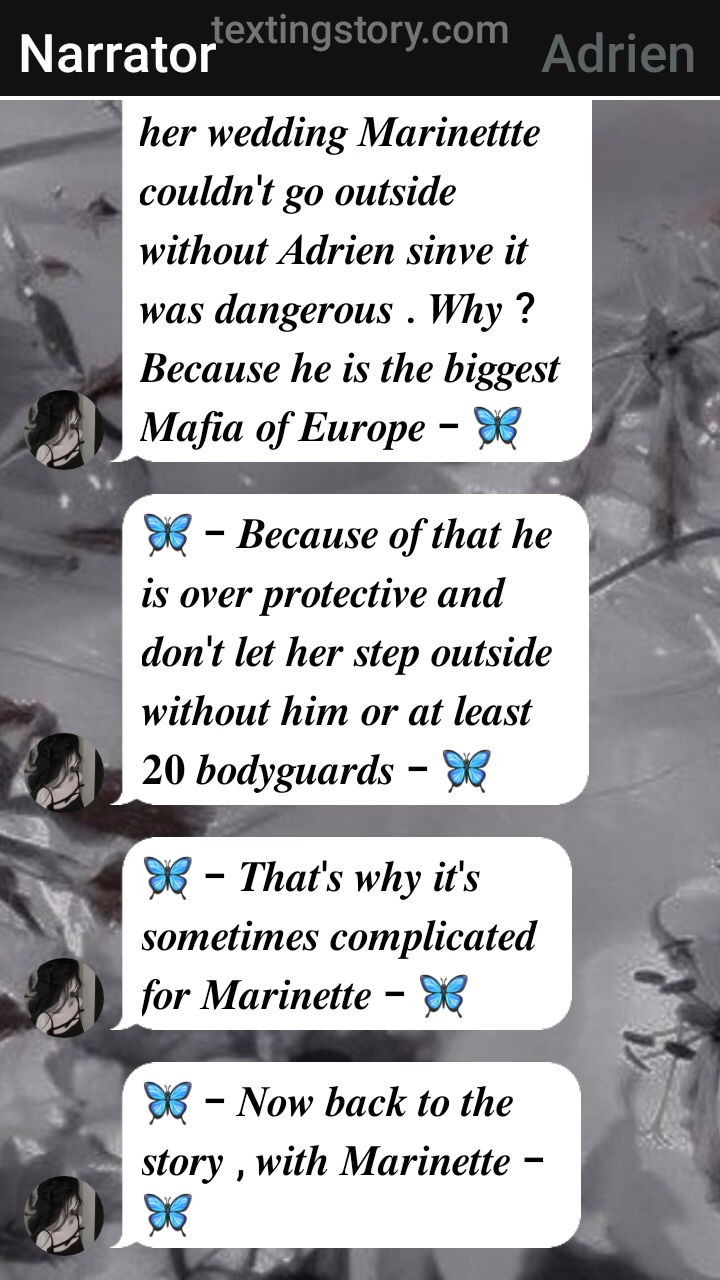 textingstory.com
Narrator
Adrien
her wedding Marinettte
couldn't go outside
without Adrien sinve it
was dangerous . Why ?
Because he is the biggest
Mafia of Europe - 🦋
🦋 - Because of that he
is over protective and
don't let her step outside
without him or at least
20 bodyguards - 🦋
🦋 - That's why it's
sometimes complicated
for Marinette - 🦋
🦋 - Now back to the
story , with Marinette -
🦋